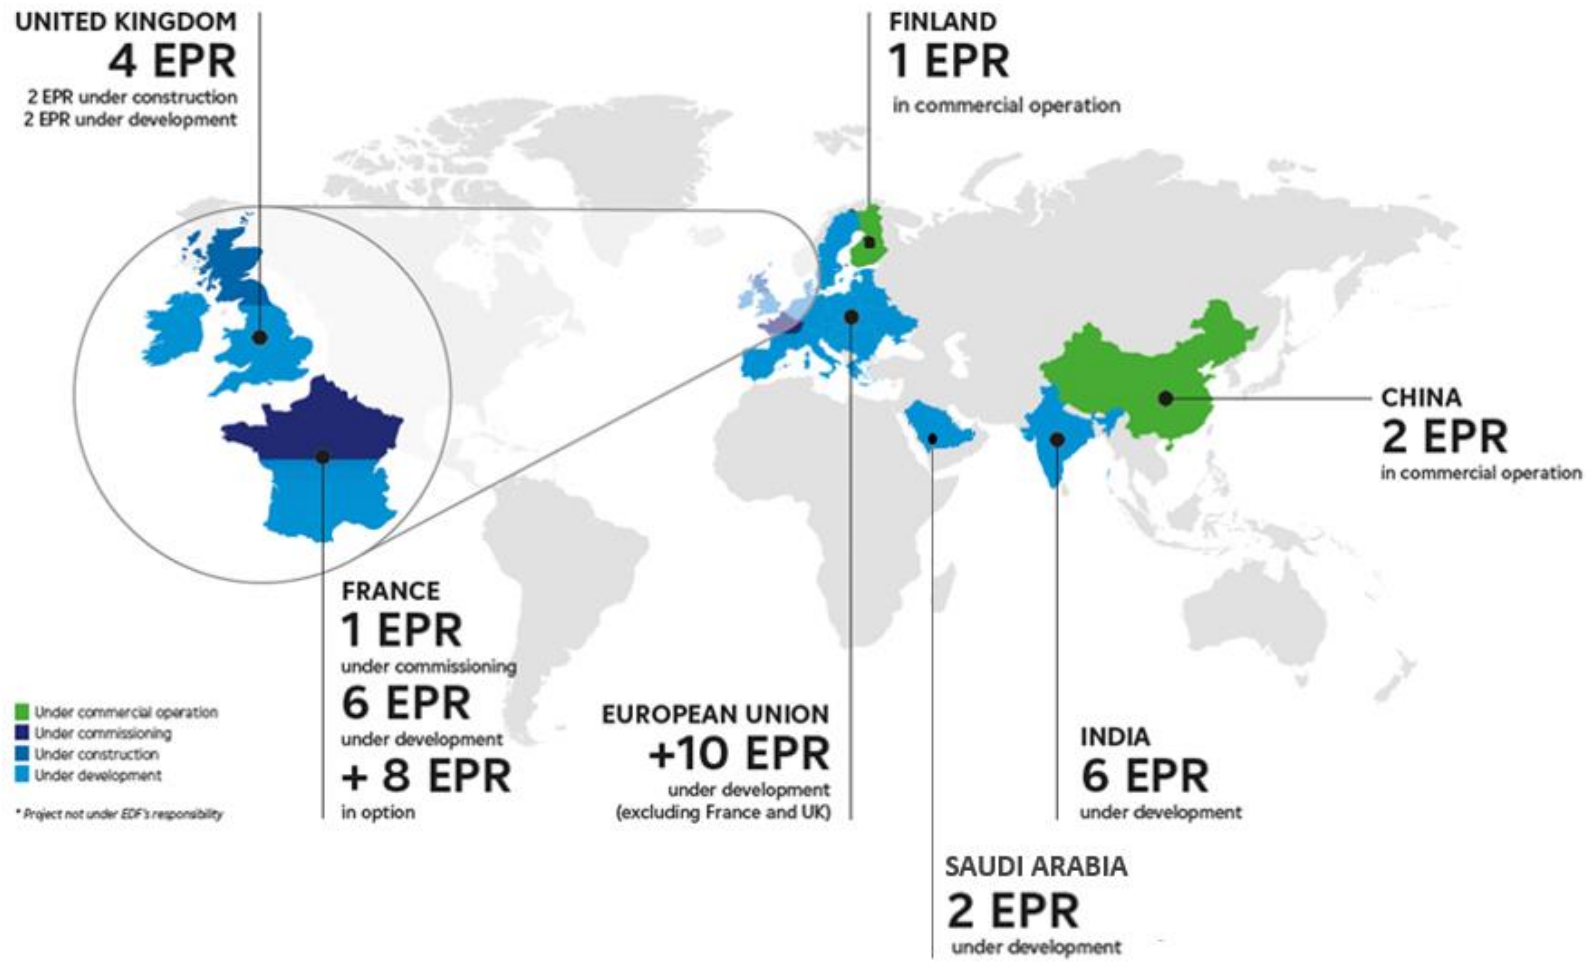 UNITED KINGDOM
4 EPR
2 EPR under construction
2 EPR under development
FINLAND
1 EPR
in commercial operation
CHINA
2 EPR
in commercial operation
FRANCE
1 EPR
under commissioning
6 EPR
under development
+ 8 EPR
in option
EUROPEAN UNION
+10 EPR
under development
(excluding France and UK)
INDIA
6 EPR
under development
SAUDI ARABIA
2 EPR
under development
Under commercial operation
Under commissioning
Under construction
Under development
* Project not under EDF's responsibility